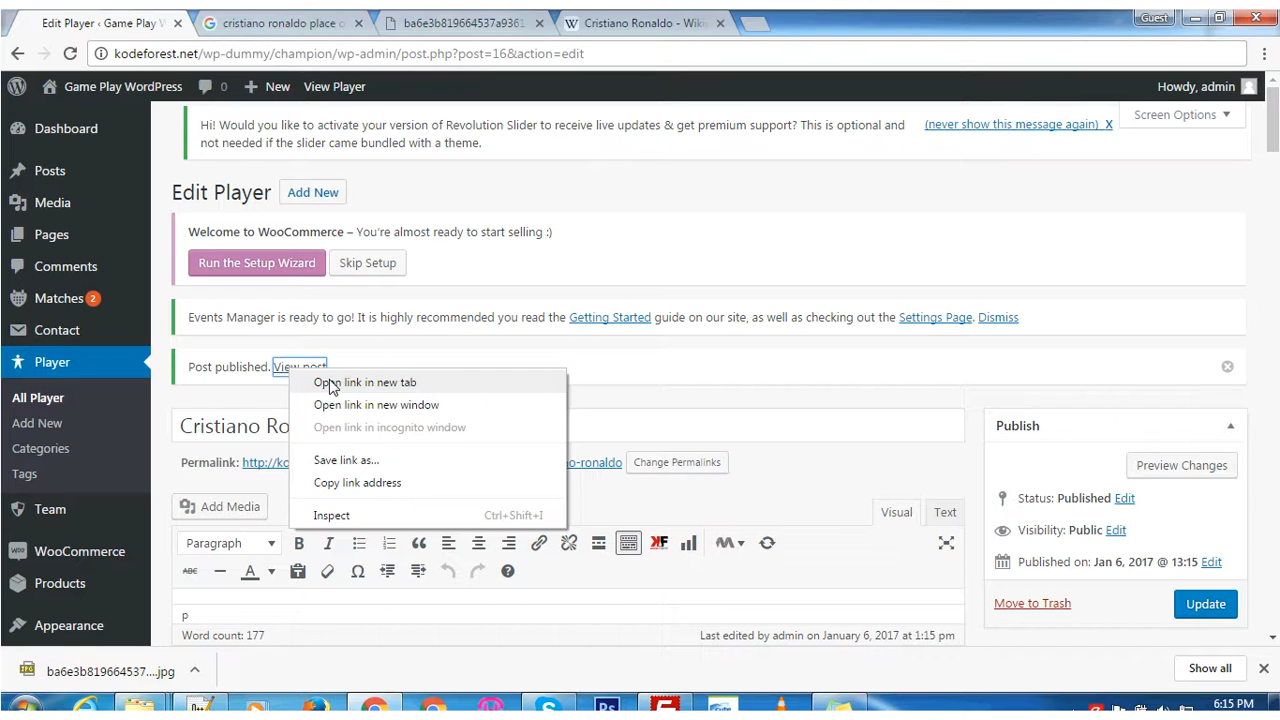 Edit Player ‹ Game Play W
cristiano ronaldo place o
ba6e3b819664537a9361
Cristiano Ronaldo - Wiki
Guest
kodeforest.net/wp-dummy/champion/wp-admin/post.php?post=16&action=edit
Game Play WordPress
0
New
View Player
Howdy, admin
Dashboard
Posts
Media
Pages
Comments
Matches 2
Contact
Player
All Player
Add New
Categories
Tags
Team
WooCommerce
Products
Appearance
Hi! Would you like to activate your version of Revolution Slider to receive live updates & get premium support? This is optional and
not needed if the slider came bundled with a theme.
(never show this message again) X
Screen Options
Edit Player
Add New
Welcome to WooCommerce – You're almost ready to start selling :)
Run the Setup Wizard
Skip Setup
Events Manager is ready to go! It is highly recommended you read the Getting Started guide on our site, as well as checking out the Settings Page. Dismiss
Post published. View post
Open link in new tab
Open link in new window
Open link in incognito window
Save link as...
Copy link address
Inspect
Ctrl+Shift+I
Cristiano Ro
Permalink: http://ko
o-ronaldo
Change Permalinks
Add Media
Visual
Text
Paragraph
ABC
A
p
Word count: 177
Last edited by admin on January 6, 2017 at 1:15 pm
Publish
Preview Changes
Status: Published Edit
Visibility: Public Edit
Published on: Jan 6, 2017 @ 13:15 Edit
Move to Trash
Update
ba6e3b819664537....jpg
Show all
6:15 PM